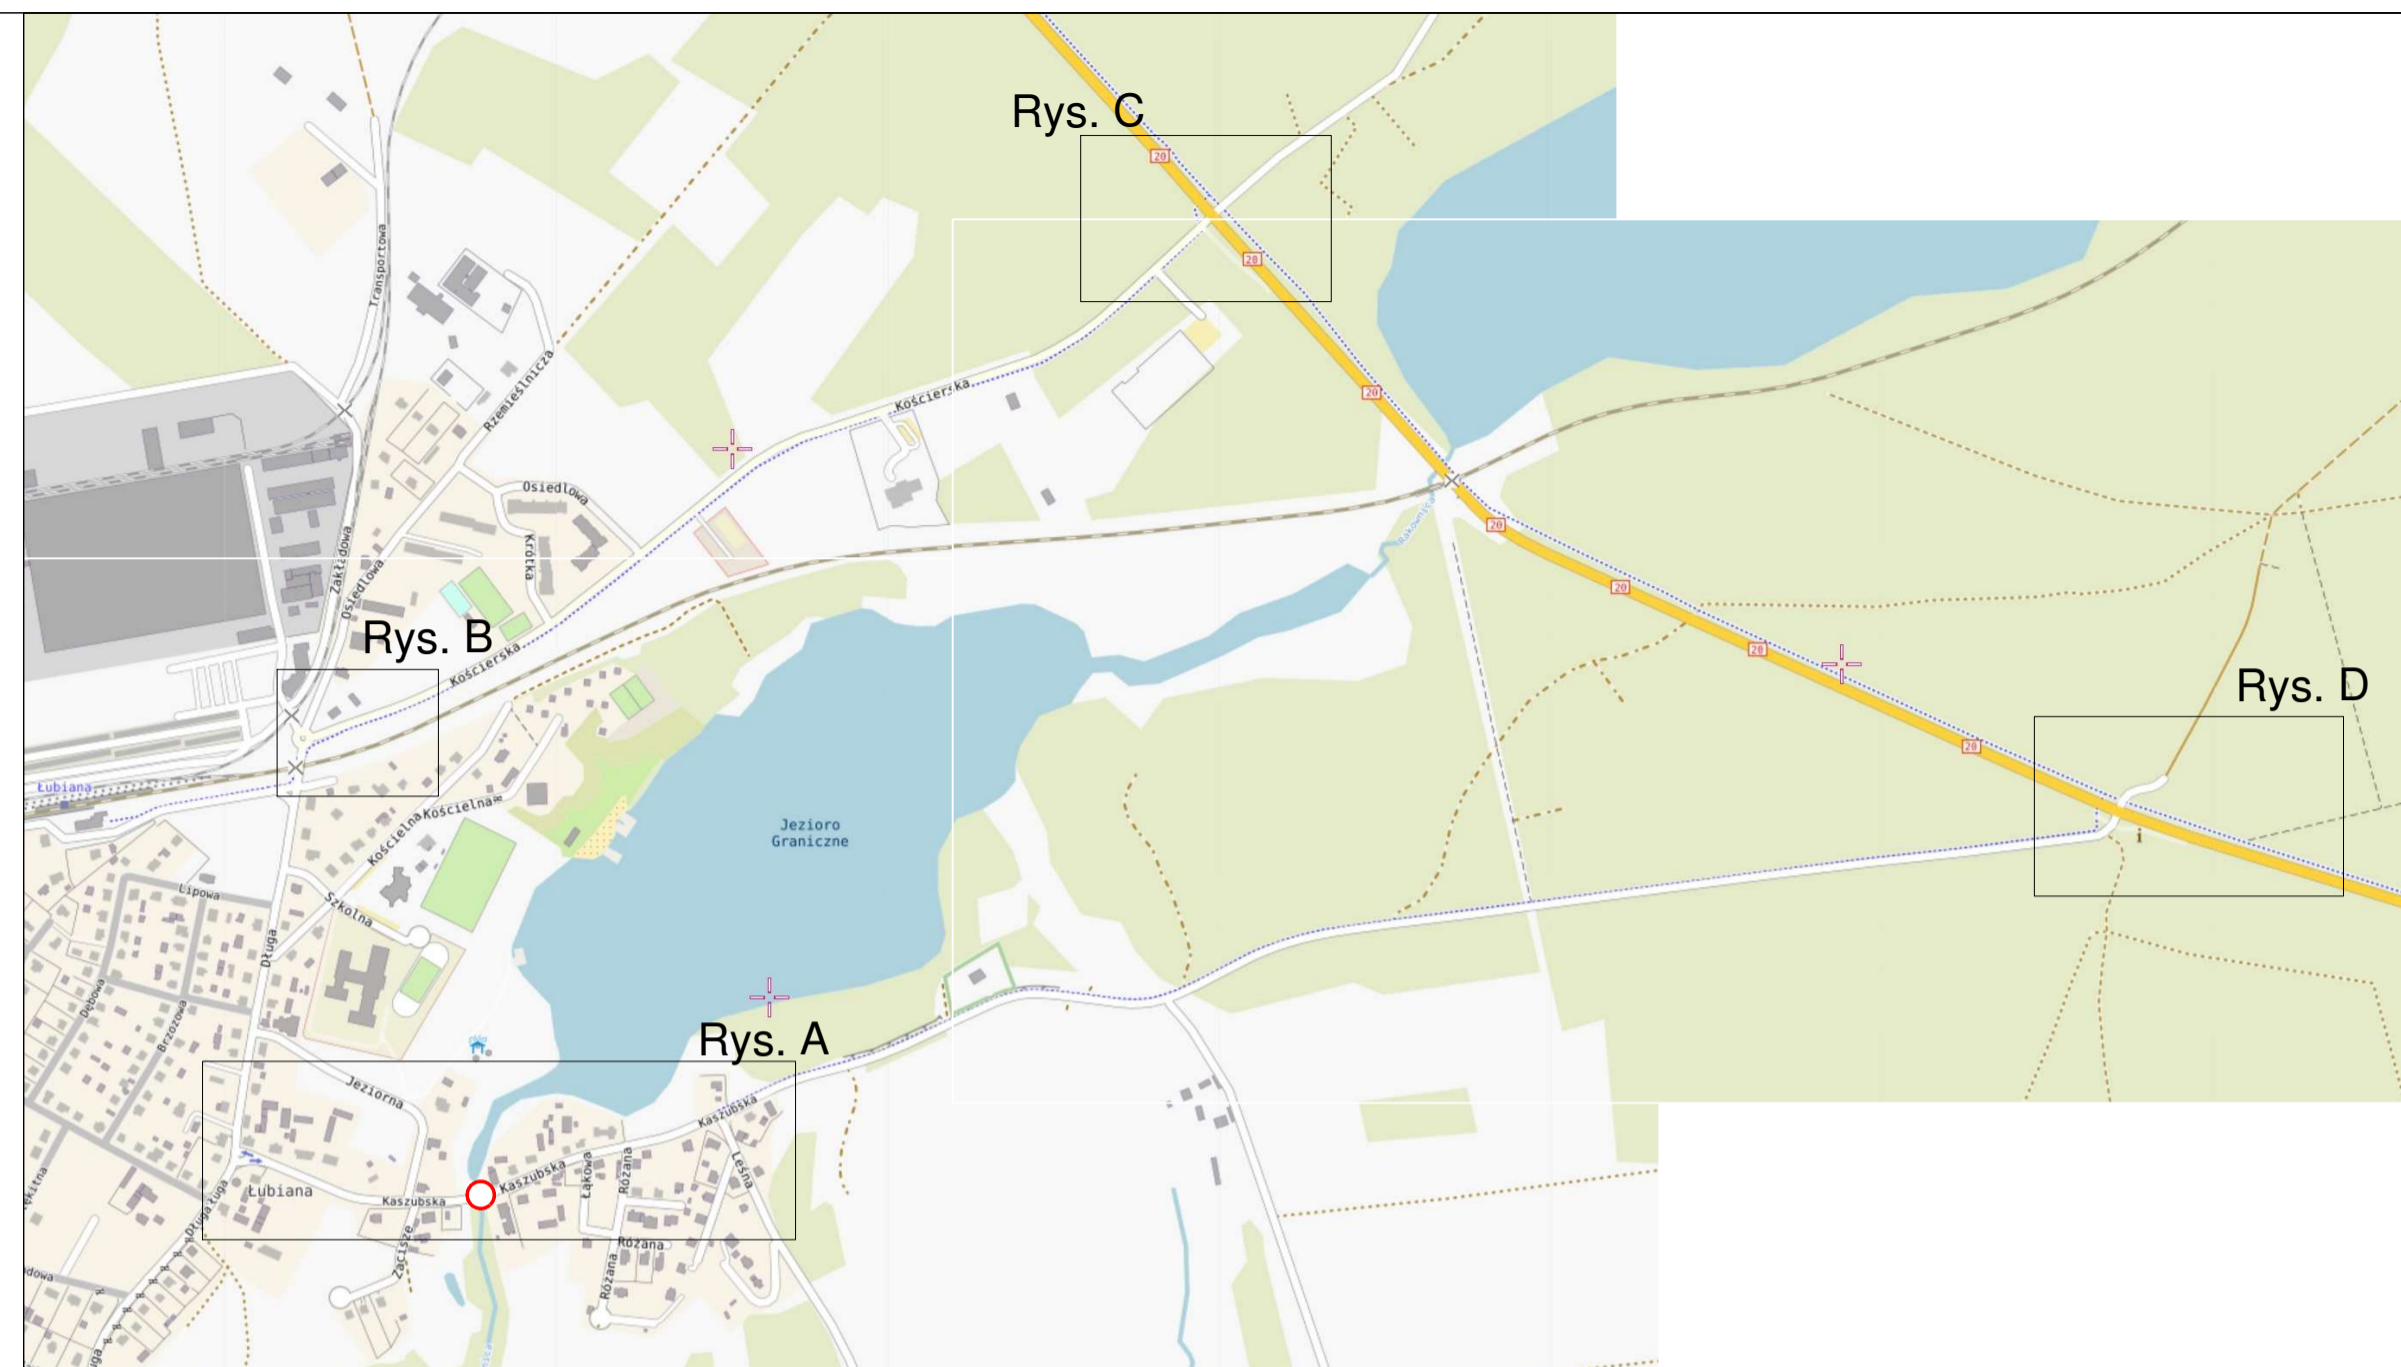 Rys. C
20
20
Transportowa
Rzemieślnicza
20
Kościerska
Osiedlowa
20
Rakownica
Zakładowa
Krótka
Osiedlowa
20
Rys. B
Kościerska
20
Rys. D
20
Łubiana
Kościelna
Kościelna
Jezioro
Graniczne
Lipowa
Szkolna
Długa
Dębowa
Brzozowa
Rys. A
Jeziorna
Kaszubska
Kaszubska
Łąkowa
Różana
Leśna
Łubiana
Kaszubska
Długa
Długa
Zacisze
Różana
Różana